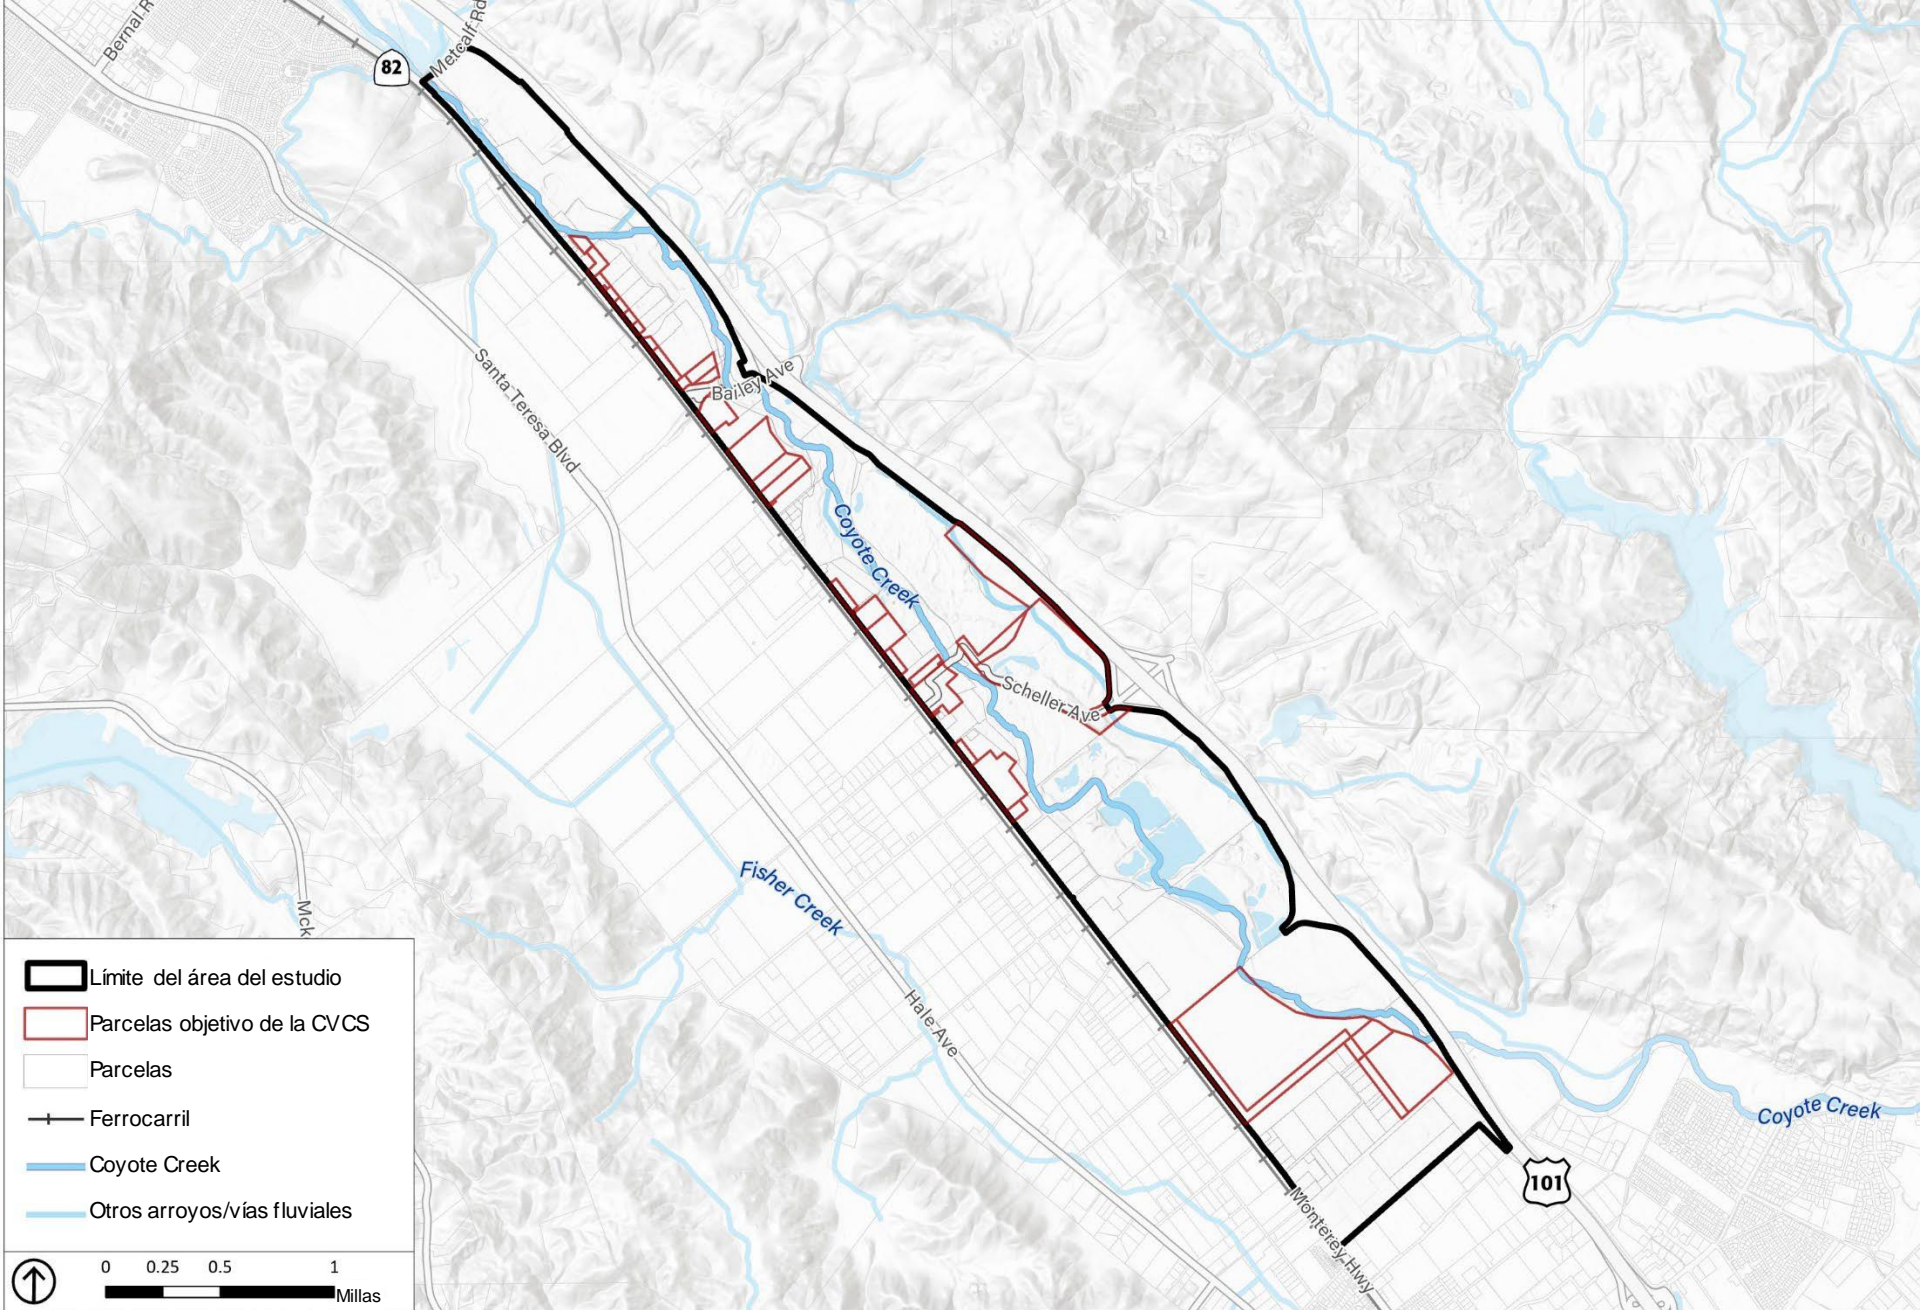 Bernal R
82
Metcalf Rd
Santa Teresa Blvd
Bailey Ave
Coyote Creek
Scheller Ave
Fisher Creek
Mck
Hale Ave
Coyote Creek
101
Monterey Hwy
Límite del área del estudio
Parcelas objetivo de la CVCS
Parcelas
Ferrocarril
Coyote Creek
Otros arroyos/vías fluviales
0 0.25 0.5 1
Millas